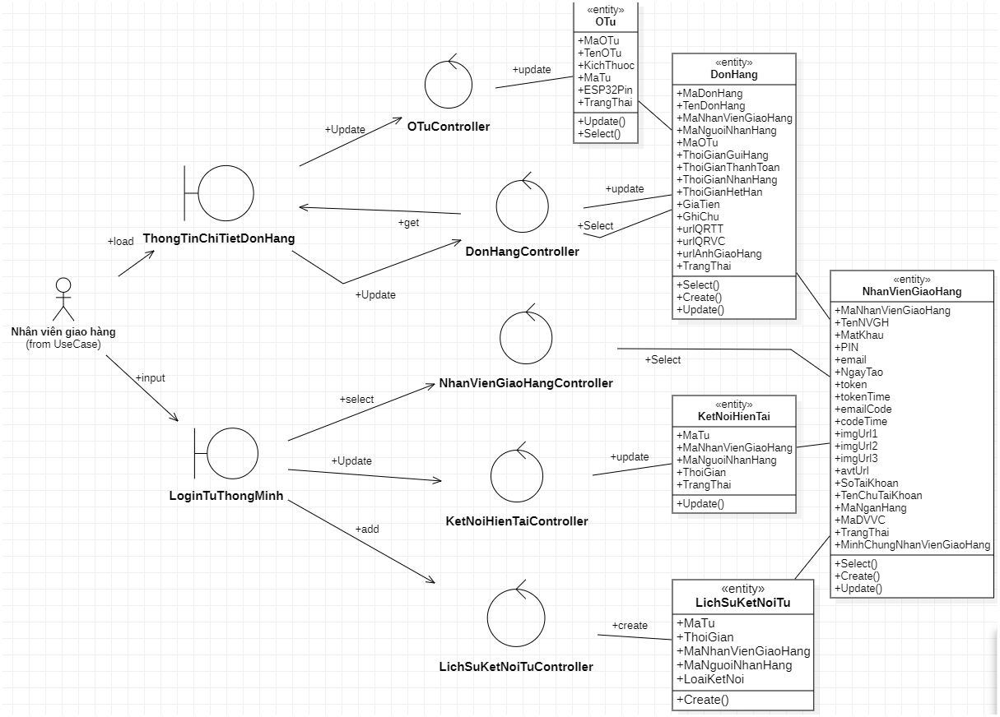 «entity»
OTu
+MaOTu
+TenOTu
+KichThuoc
+MaTu
+ESP32Pin
+TrangThai
+Update()
+Select()
+update
OTuController
+Update
«entity»
DonHang
+MaDonHang
+TenDonHang
+MaNhanVienGiaoHang
+MaNguoiNhanHang
+MaOTu
+ThoiGianGuiHang
+ThoiGianThanhToan
+ThoiGianNhanHang
+ThoiGianHetHan
+GiaTien
+GhiChu
+urlQRTT
+urlQRVC
+urlAnhGiaoHang
+TrangThai
+Select()
+Create()
+Update()
+update
+Select
+get
DonHangController
ThongTinChiTietDonHang
+load
+Update
Nhân viên giao hàng
(from UseCase)
+input
«entity»
NhanVienGiaoHang
+MaNhanVienGiaoHang
+TenNVGH
+MatKhau
+PIN
+email
+NgayTao
+token
+tokenTime
+emailCode
+codeTime
+imgUrl1
+imgUrl2
+imgUrl3
+avtUrl
+SoTaiKhoan
+TenChuTaiKhoan
+MaNganHang
+MaDVVC
+TrangThai
+MinhChungNhanVienGiaoHang
+Select()
+Create()
+Update()
+Select
NhanVienGiaoHangController
+select
«entity»
KetNoiHienTai
+MaTu
+MaNhanVienGiaoHang
+MaNguoiNhanHang
+ThoiGian
+TrangThai
+Update()
+update
+Update
LoginTuThongMinh
KetNoiHienTaiController
+add
«entity»
LichSuKetNoiTu
+MaTu
+ThoiGian
+MaNhanVienGiaoHang
+MaNguoiNhanHang
+LoaiKetNoi
+Create()
+create
LichSuKetNoiTuController